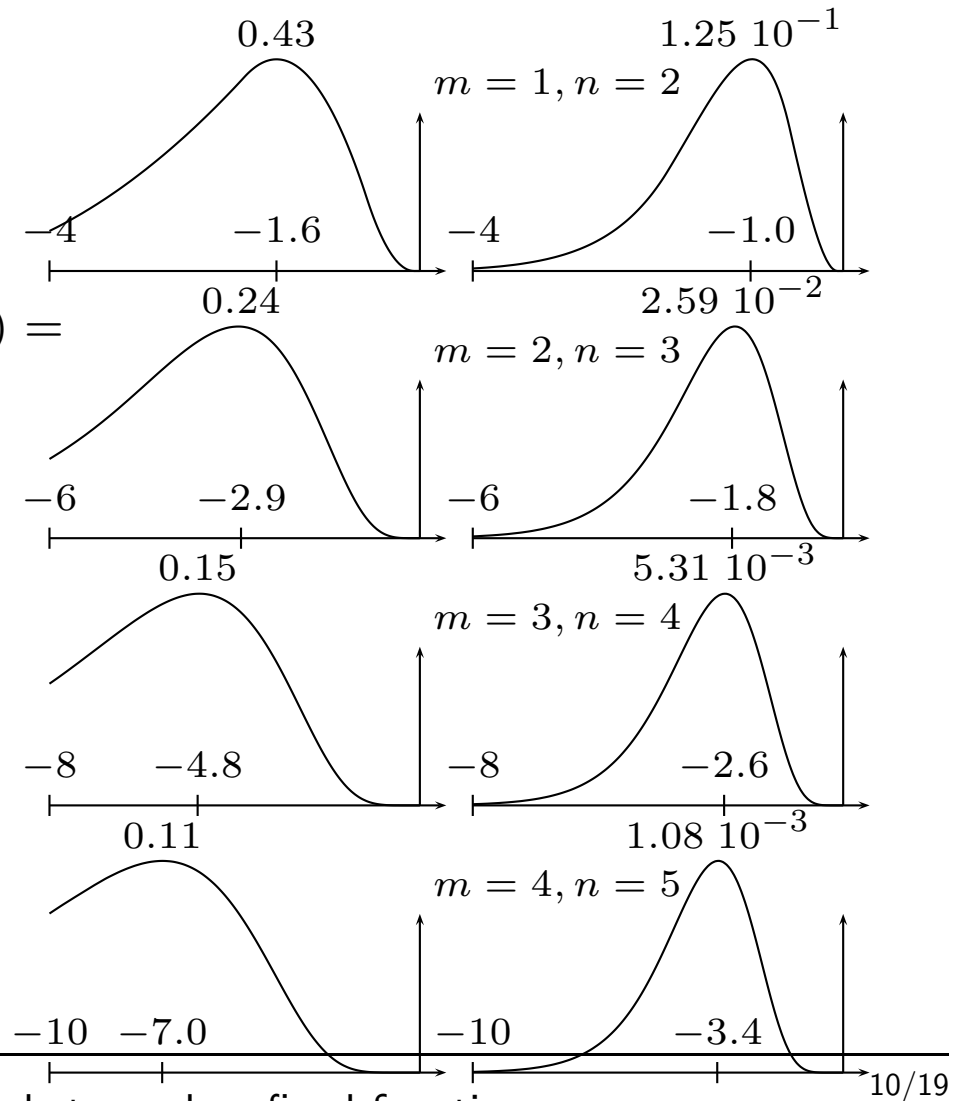 0.43 1.25 10−1
m = 1, n = 2
−4 −1.6 −4 −1.0
0.24 2.59 10−2
) =
m = 2, n = 3
−6 −2.9 −6 −1.8
0.15 5.31 10−3
m = 3, n = 4
−8 −4.8 −8 −2.6
0.11 1.08 10−3
m = 4, n = 5
−10 −7.0 −10 −3.4
10/19